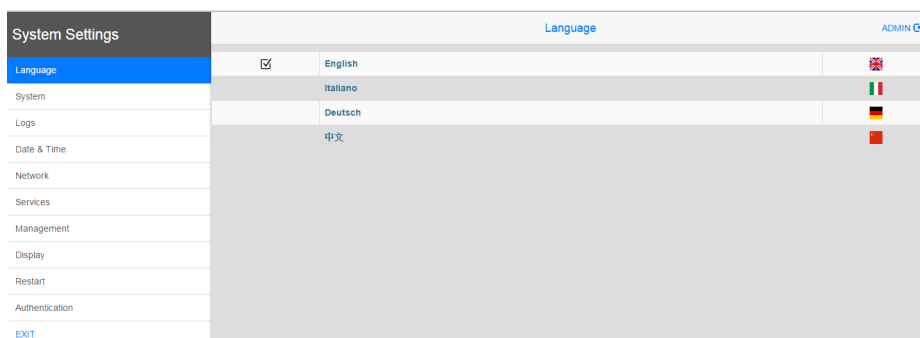 System Settings
Language
ADMIN
Language
System
Logs
Date & Time
Network
Services
Management
Display
Restart
Authentication
EXIT
English
Italiano
Deutsch
中文